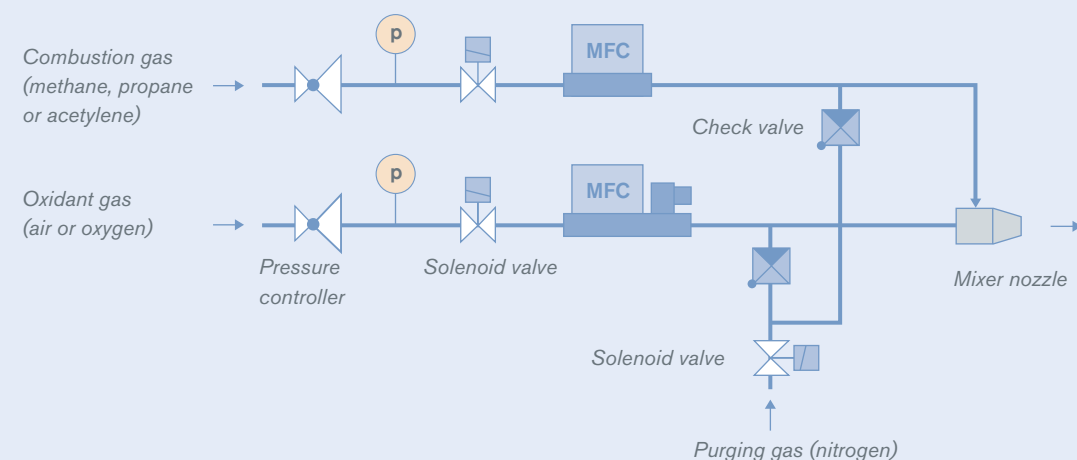 p
MFC
Combustion gas
(methane, propane
or acetylene)
Check valve
p
MFC
Oxidant gas
(air or oxygen)
Pressure
controller
Solenoid valve
Mixer nozzle
Solenoid valve
Purging gas (nitrogen)